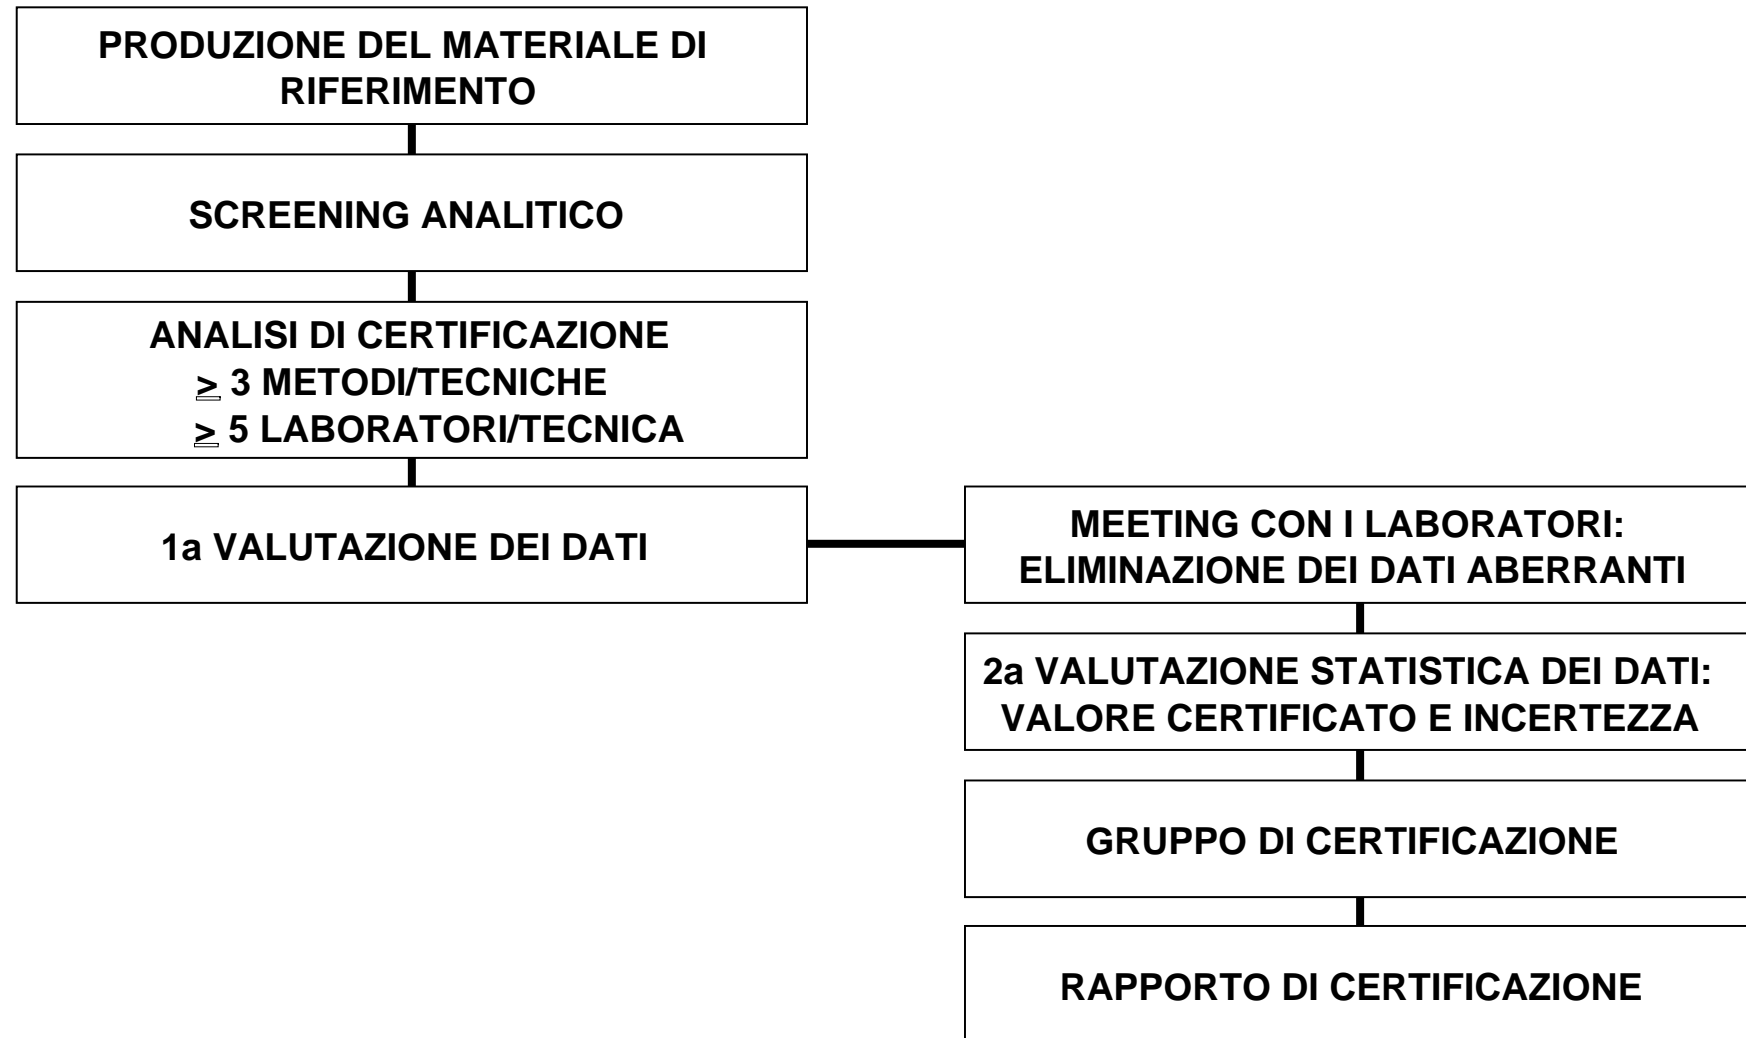 PRODUZIONE DEL MATERIALE DI
RIFERIMENTO
SCREENING ANALITICO
ANALISI DI CERTIFICAZIONE
≥ 3 METODI/TECNICHE
≥ 5 LABORATORI/TECNICA
1a VALUTAZIONE DEI DATI
MEETING CON I LABORATORI:
ELIMINAZIONE DEI DATI ABERRANTI
2a VALUTAZIONE STATISTICA DEI DATI:
VALORE CERTIFICATO E INCERTEZZA
GRUPPO DI CERTIFICAZIONE
RAPPORTO DI CERTIFICAZIONE